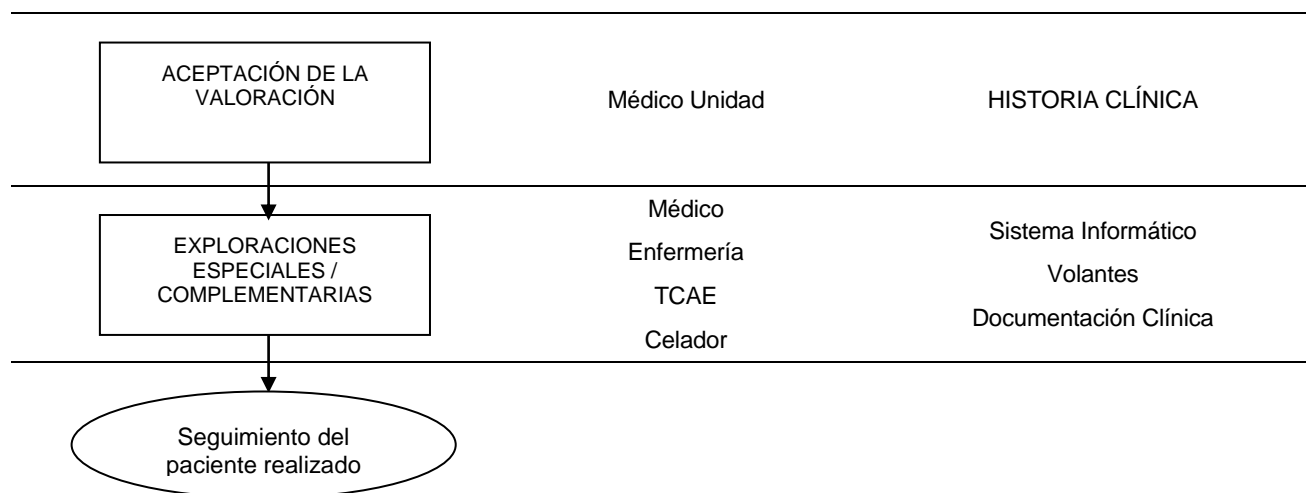 ACEPTACIÓN DE LA
VALORACIÓN
Médico Unidad
HISTORIA CLÍNICA
EXPLORACIONES
ESPECIALES /
COMPLEMENTARIAS
Médico
Enfermería
TCAE
Celador
Sistema Informático
Volantes
Documentación Clínica
Seguimiento del
paciente realizado